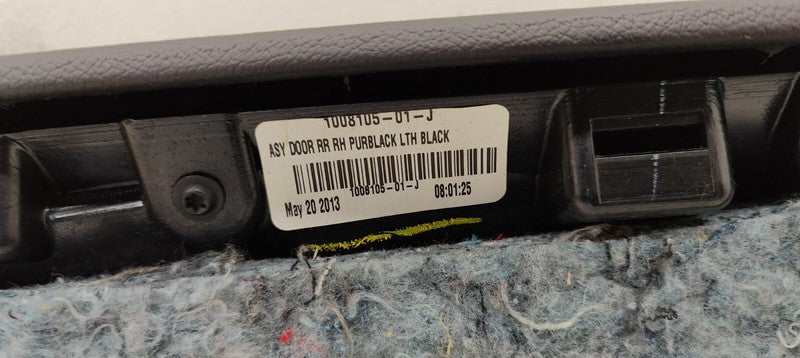 1008105-01-J
ASY DOOR RR RH PURBLACK LTH BLACK
1008105-01-J
May 20 2013 08:01:25